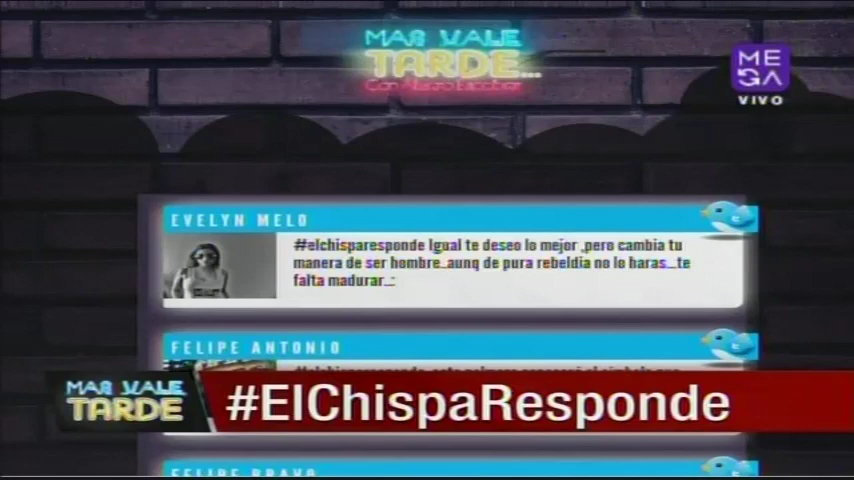 MAS VALE
TARDE...
Con Alvaro Escobar
MEGA
VIVO
EVELYN MELO
#elchisparesponde Igual te deseo lo mejor ,pero cambia tu
manera de ser hombre..aunq de pura rebeldia no lo haras....te
falta madurar..:
FELIPE ANTONIO
MAS VALE
TARDE
#ElChispaResponde
FELIPE BRAVO